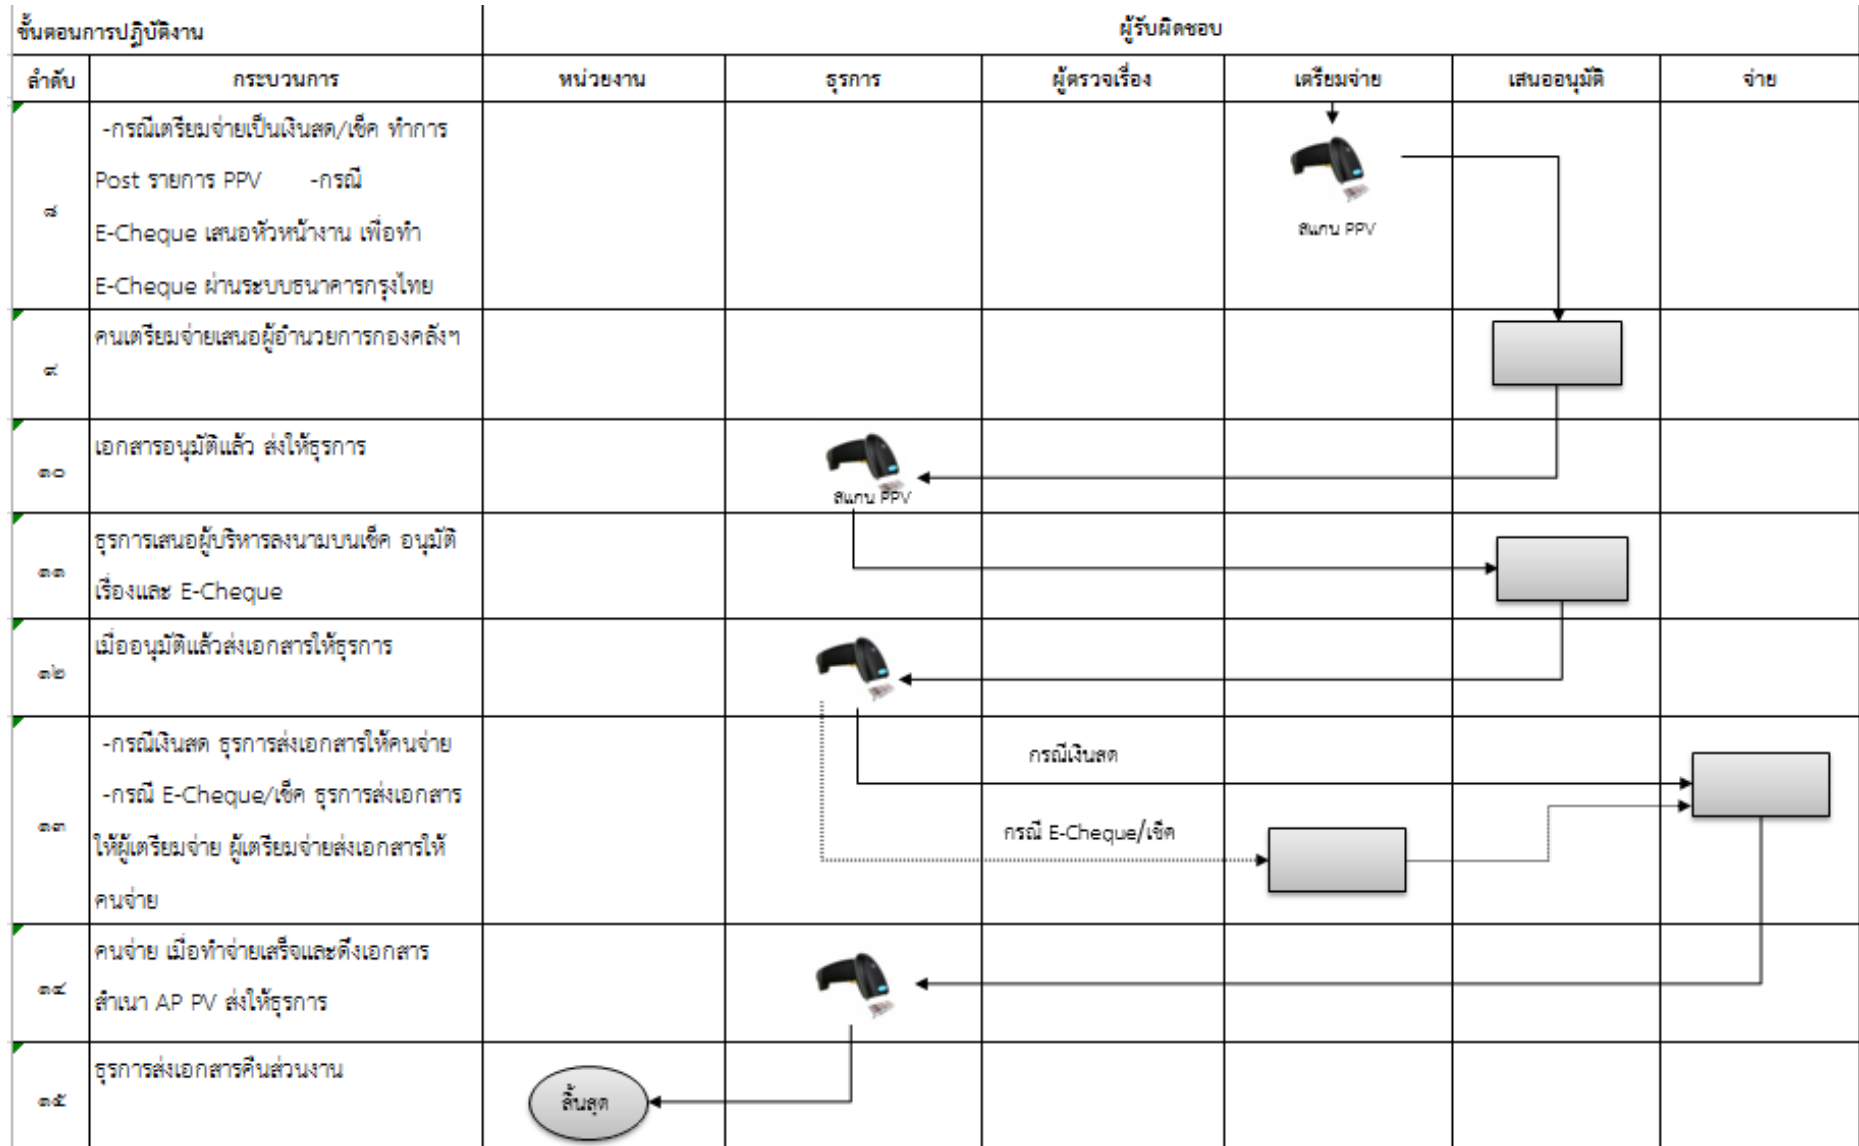 ขั้นตอนการปฏิบัติงาน
ผู้รับผิดชอบ
ลำดับ
กระบวนการ
หน่วยงาน
ธุรการ
ผู้ตรวจเรื่อง
เตรียมจ่าย
เสนออนุมัติ
จ่าย
๘
-กรณีเตรียมจ่ายเป็นเงินสด/เช็ค ทำการ
Post รายการ PPV -กรณี
E-Cheque เสนอหัวหน้างาน เพื่อทำ
E-Cheque ผ่านระบบธนาคารกรุงไทย
สแกน PPV
๙
คนเตรียมจ่ายเสนอผู้อำนวยการกองคลังฯ
๑๐
เอกสารอนุมัติแล้ว ส่งให้ธุรการ
สแกน PPV
๑๑
ธุรการเสนอผู้บริหารลงนามบนเช็ค อนุมัติ
เรื่องและ E-Cheque
๑๒
เมื่ออนุมัติแล้วส่งเอกสารให้ธุรการ
๑๓
-กรณีเงินสด ธุรการส่งเอกสารให้คนจ่าย
-กรณี E-Cheque/เช็ค ธุรการส่งเอกสาร
ให้ผู้เตรียมจ่าย ผู้เตรียมจ่ายส่งเอกสารให้
คนจ่าย
กรณีเงินสด
กรณี E-Cheque/เช็ค
๑๔
คนจ่าย เมื่อทำจ่ายเสร็จและดึงเอกสาร
สำเนา AP PV ส่งให้ธุรการ
๑๕
ธุรการส่งเอกสารคืนส่วนงาน
สิ้นสุด